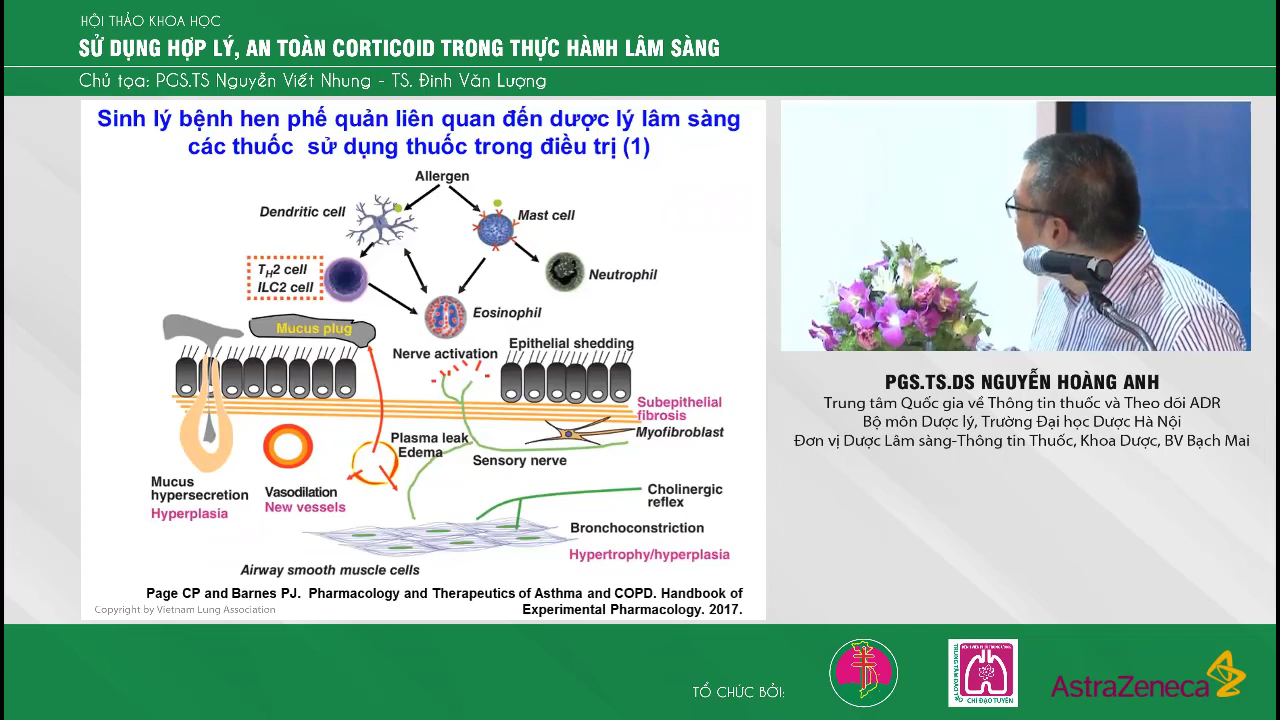 HỘI THẢO KHOA HỌC
SỬ DỤNG HỢP LÝ, AN TOÀN CORTICOID TRONG THỰC HÀNH LÂM SÀNG
Chủ tọa: PGS.TS Nguyễn Viết Nhung - TS. Đinh Văn Lượng
Sinh lý bệnh hen phế quản liên quan đến dược lý lâm sàng
các thuốc sử dụng thuốc trong điều trị (1)
Allergen
Dendritic cell
Mast cell
TH2 cell
ILC2 cell
Neutrophil
Eosinophil
Mucus plug
Nerve activation
Epithelial shedding
Subepithelial
fibrosis
Myofibroblast
Plasma leak
Edema
Sensory nerve
Mucus
hypersecretion
Hyperplasia
Vasodilation
New vessels
Cholinergic
reflex
Bronchoconstriction
Hypertrophy/hyperplasia
Airway smooth muscle cells
Page CP and Barnes PJ. Pharmacology and Therapeutics of Asthma and COPD. Handbook of
Experimental Pharmacology. 2017.
Copyright by Vietnam Lung Association
PGS.TS.DS NGUYỄN HOÀNG ANH
Trung tâm Quốc gia về Thông tin thuốc và Theo dõi ADR
Bộ môn Dược lý, Trường Đại học Dược Hà Nội
Đơn vị Dược Lâm sàng-Thông tin Thuốc, Khoa Dược, BV Bạch Mai
TỔ CHỨC BỞI:
CHỈ ĐẠO TUYẾN
AstraZeneca